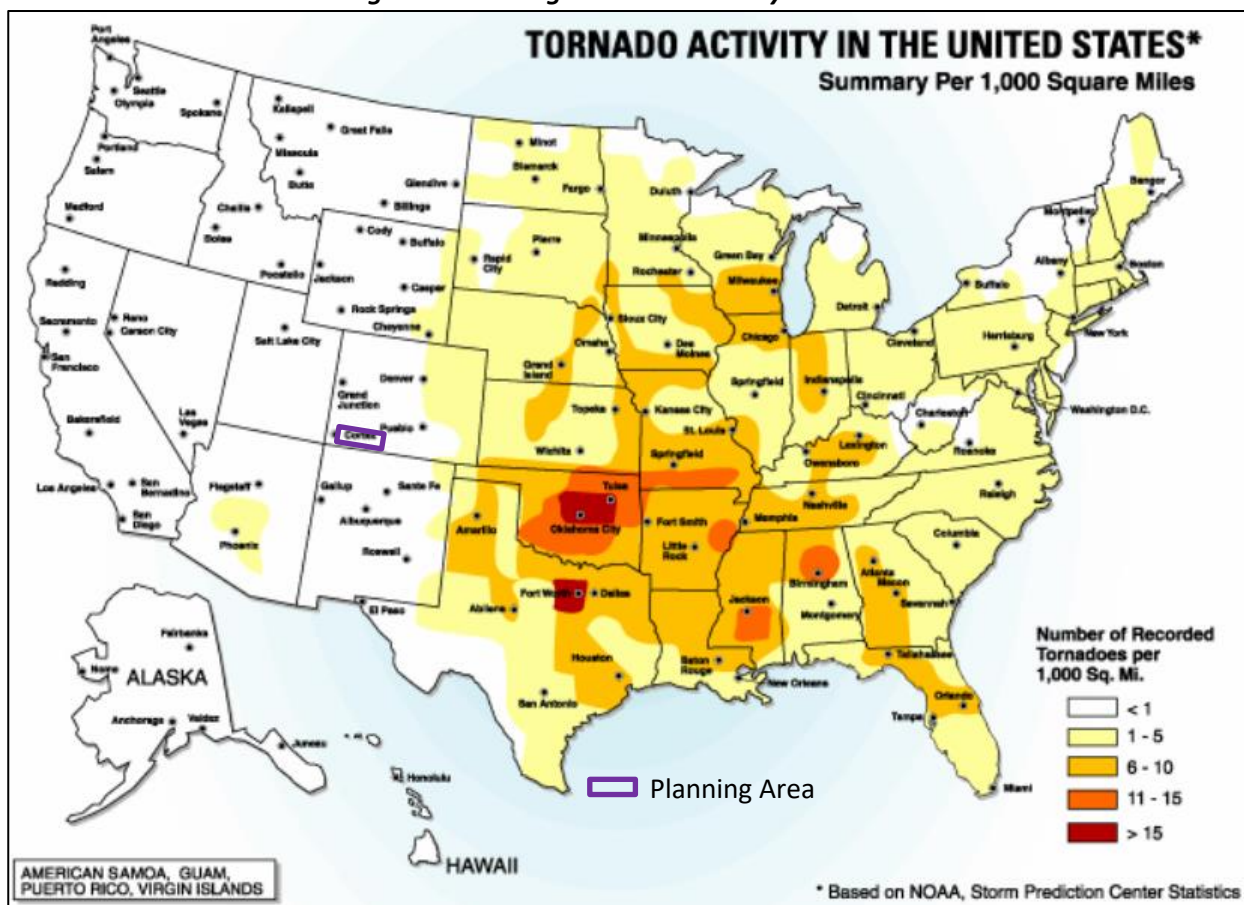 TORNADO ACTIVITY IN THE UNITED STATES*
Summary Per 1,000 Square Miles
Port
Angeles
Seattle
Olympia
Spokane
Portland
Salem
Medford
Kalispell
Great Falls
Missoula
Butte
Glendive
Billings
Challis
Boise
Pocatello
Cody
Buffalo
Jackson
Casper
Rock Springs
Cheyenne
Minot
Bismarck
Fargo
Duluth
Pierre
Rapid
City
Minneapolis
Rochester
Green Bay
Milwaukee
Bangor
Montpelier
Albany
Boston
Buffalo
Detroit
New York
Redding
Sacramento
San
Francisco
Reno
Carson City
Salt Lake City
Sioux City
Omaha
Des
Moines
Grand
Island
Chicago
Cleveland
Harrisburg
Denver
Grand
Junction
Pueblo
Cortez
Topeka
Kansas City
Springfield
Indianapolis
Cincinnati
Charleston
Washington D.C.
Las
Vegas
Bakersfield
Wichita
St. Louis
Springfield
Lexington
Owensboro
Roanoke
Los Angeles
San
Bernardino
San
Diego
Flagstaff
Phoenix
Gallup
Sante Fe
Albuquerque
Roswell
Tulsa
Oklahoma City
Amarillo
Fort Smith
Little
Rock
Memphis
Nashville
Raleigh
Columbia
Birmingham
Atlanta
Macon
Savannah
El Paso
Abilene
Fort Worth
Dallas
Jackson
Montgomery
Tallahassee
Houston
Baton
Rouge
New Orleans
San Antonio
Orlando
Tampa
Miami
Fairbanks
Nome
ALASKA
Anchorage
Valdez
Juneau
Honolulu
HAWAII
Planning Area
Number of Recorded
Tornadoes per
1,000 Sq. Mi.
< 1
1 - 5
6 - 10
11 - 15
> 15
AMERICAN SAMOA, GUAM,
PUERTO RICO, VIRGIN ISLANDS
* Based on NOAA, Storm Prediction Center Statistics